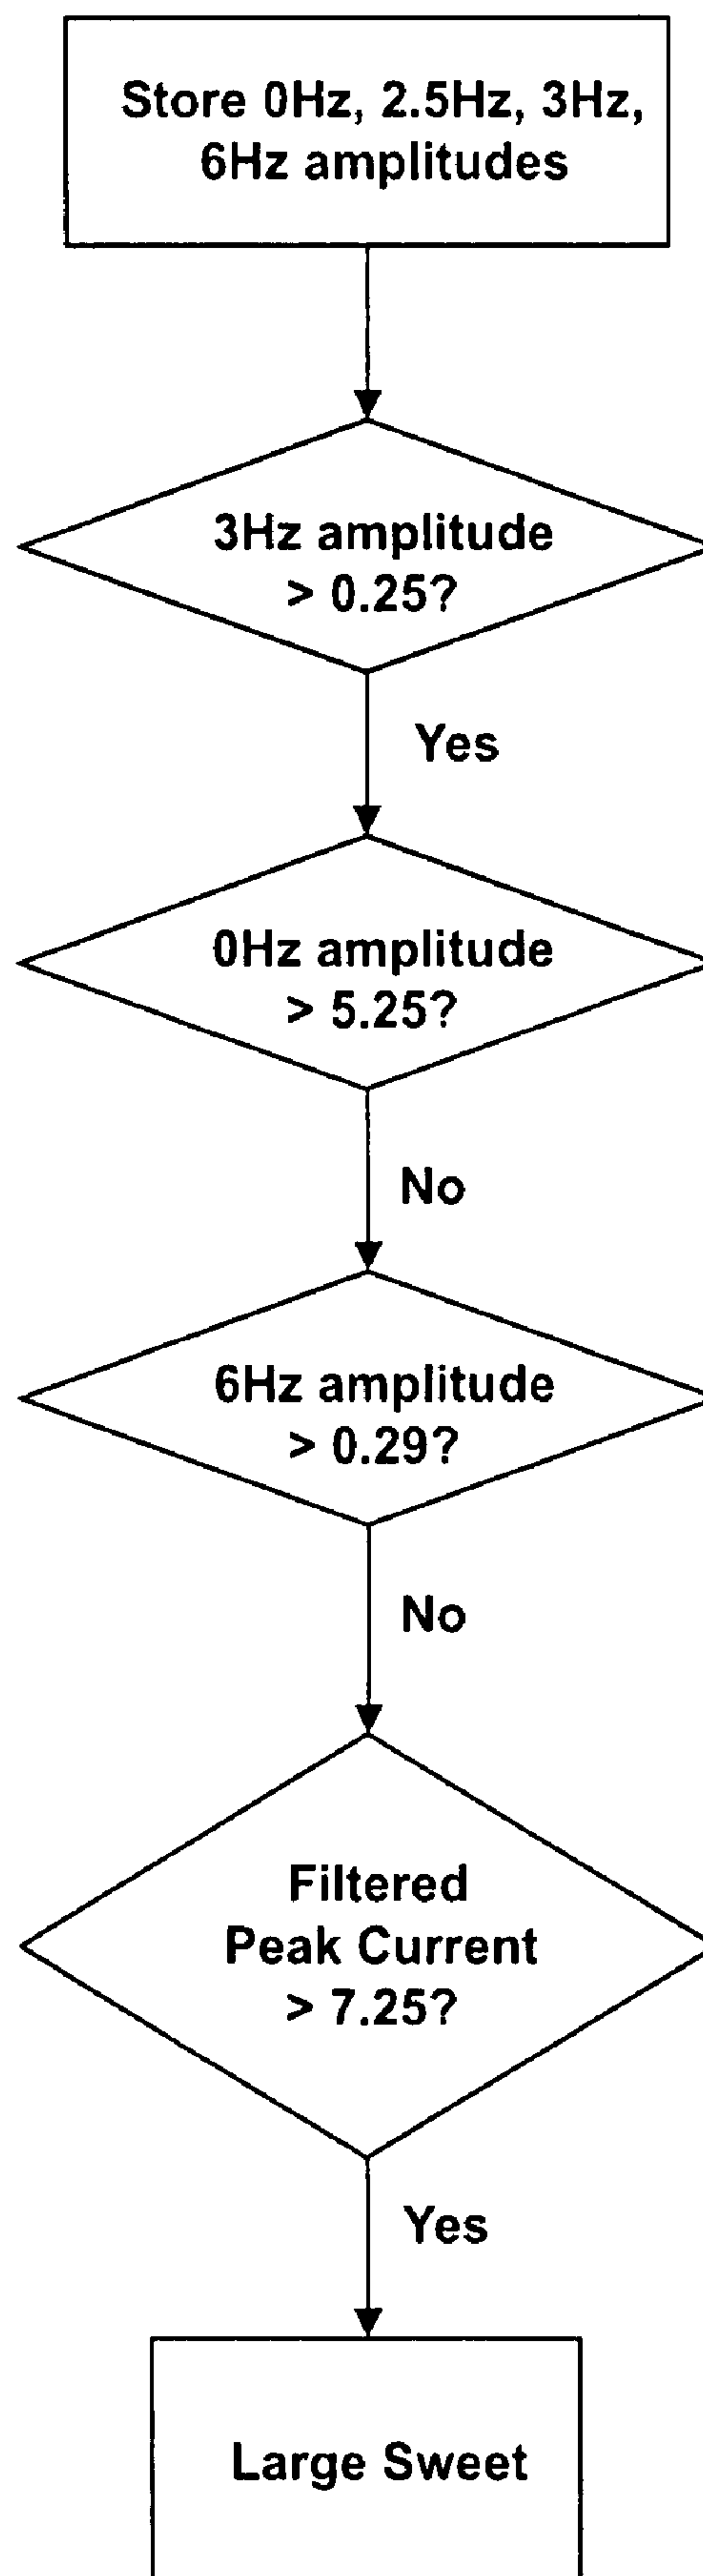 Store 0Hz, 2.5Hz, 3Hz,
6Hz amplitudes
3Hz amplitude
> 0.25?
Yes
0Hz amplitude
> 5.25?
No
6Hz amplitude
> 0.29?
No
Filtered
Peak Current
> 7.25?
Yes
Large Sweet